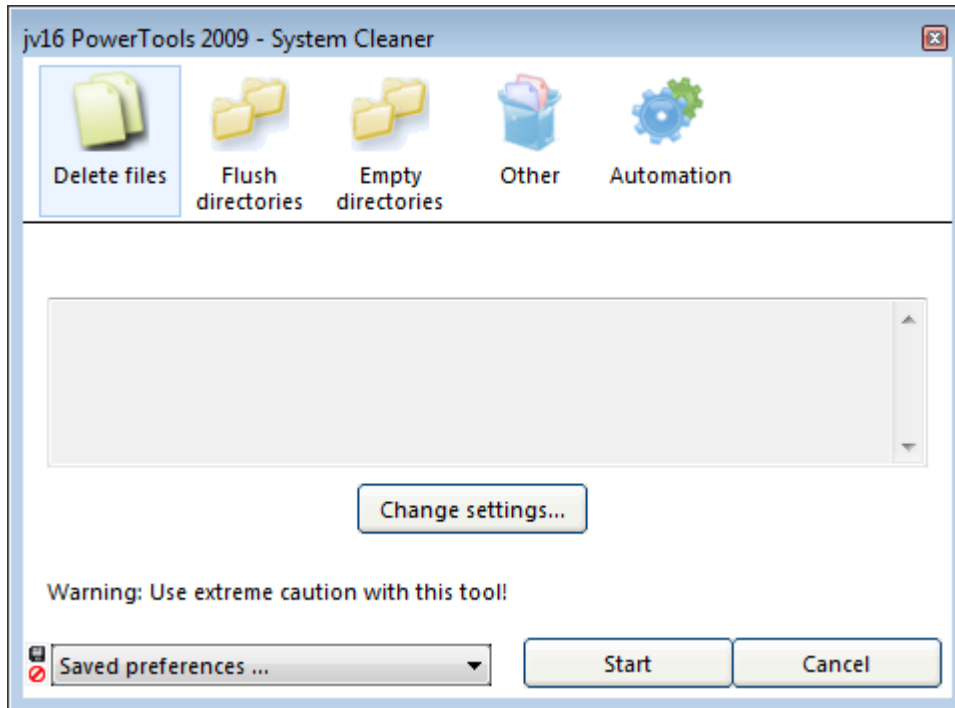 jv16 PowerTools 2009 - System Cleaner
Delete files
Flush
directories
Empty
directories
Other
Automation
Change settings...
Warning: Use extreme caution with this tool!
Saved preferences ...
Start
Cancel